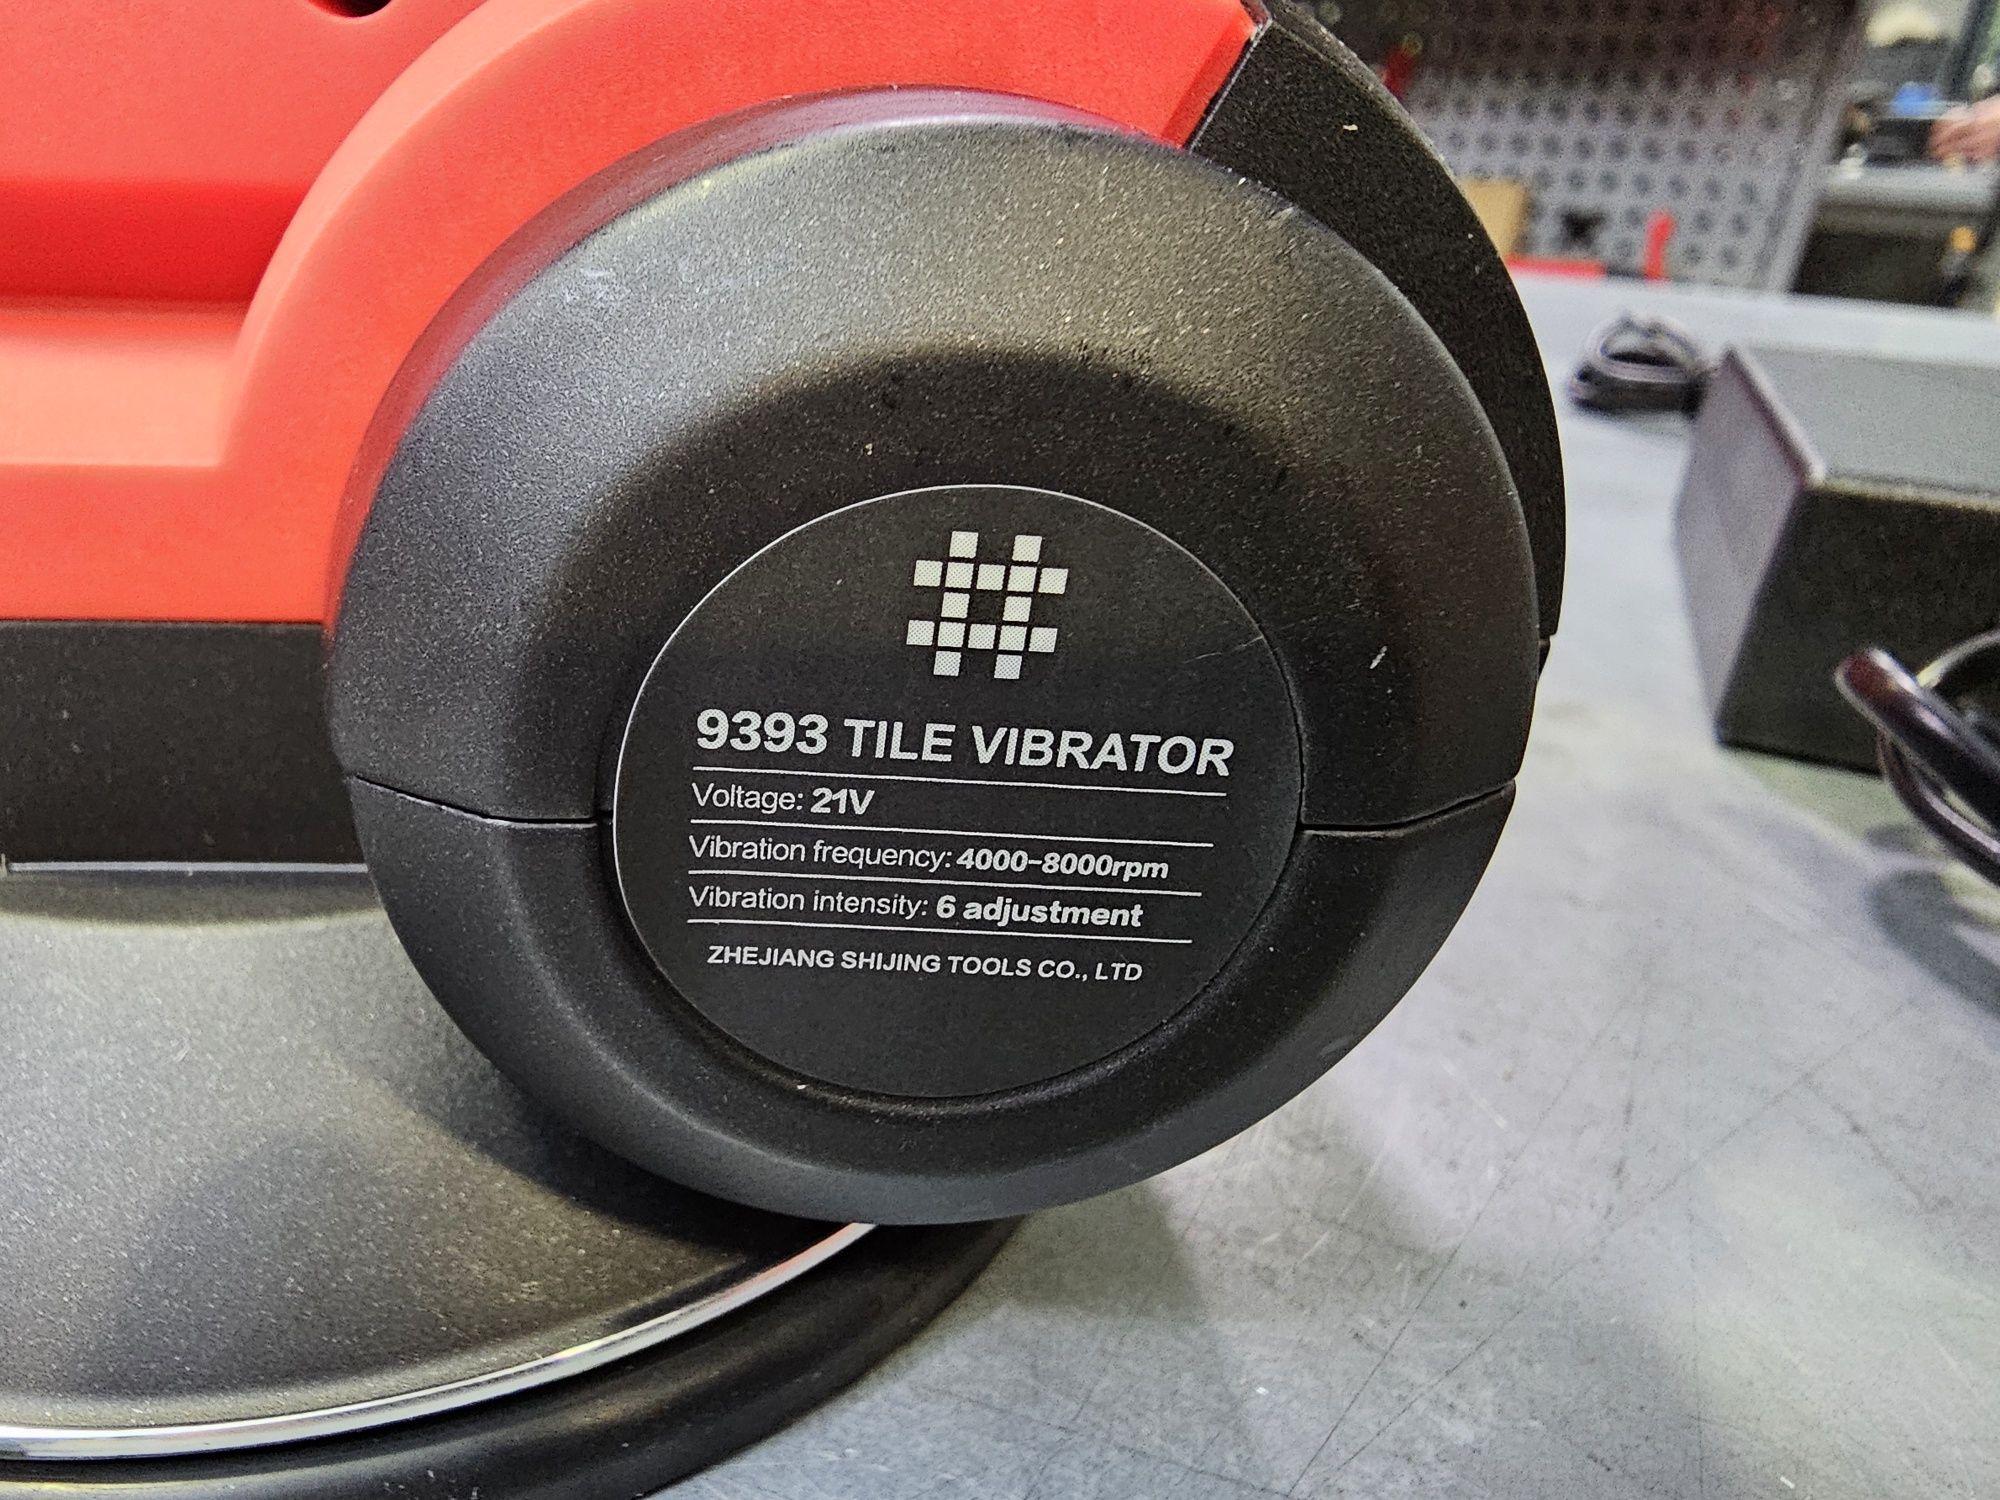 9393 TILE VIBRATOR
Voltage: 21V
Vibration frequency: 4000-8000rpm
Vibration intensity: 6 adjustment
ZHEJIANG SHIJING TOOLS CO., LTD